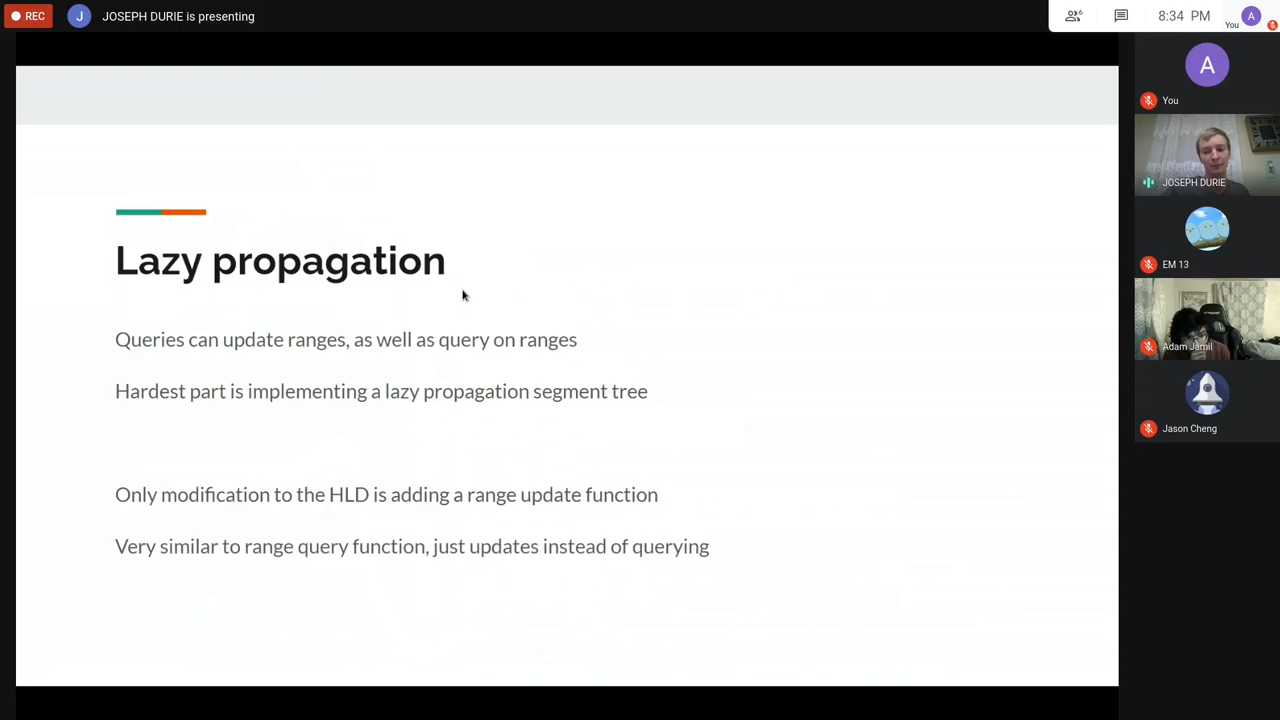 REC
J
JOSEPH DURIE is presenting
6
8:34 PM
You
A
A
You
JOSEPH DURIE
EM 13
Adam Jamil
Jason Cheng
Lazy propagation
Queries can update ranges, as well as query on ranges
Hardest part is implementing a lazy propagation segment tree
Only modification to the HLD is adding a range update function
Very similar to range query function, just updates instead of querying